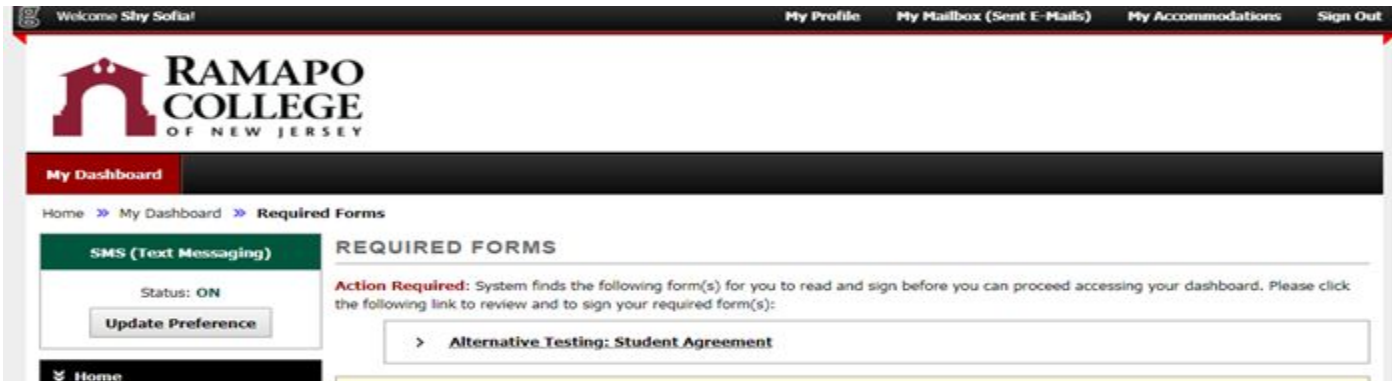 Welcome Shy Sofia!
My Profile My Mailbox (Sent E-Mails) My Accommodations Sign Out
RAMAPO
COLLEGE
OF NEW JERSEY
My Dashboard
Home » My Dashboard » Required Forms
SMS (Text Messaging)
Status: ON
Update Preference
REQUIRED FORMS
Action Required: System finds the following form(s) for you to read and sign before you can proceed accessing your dashboard. Please click
the following link to review and to sign your required form(s):
> Alternative Testing: Student Agreement
Home